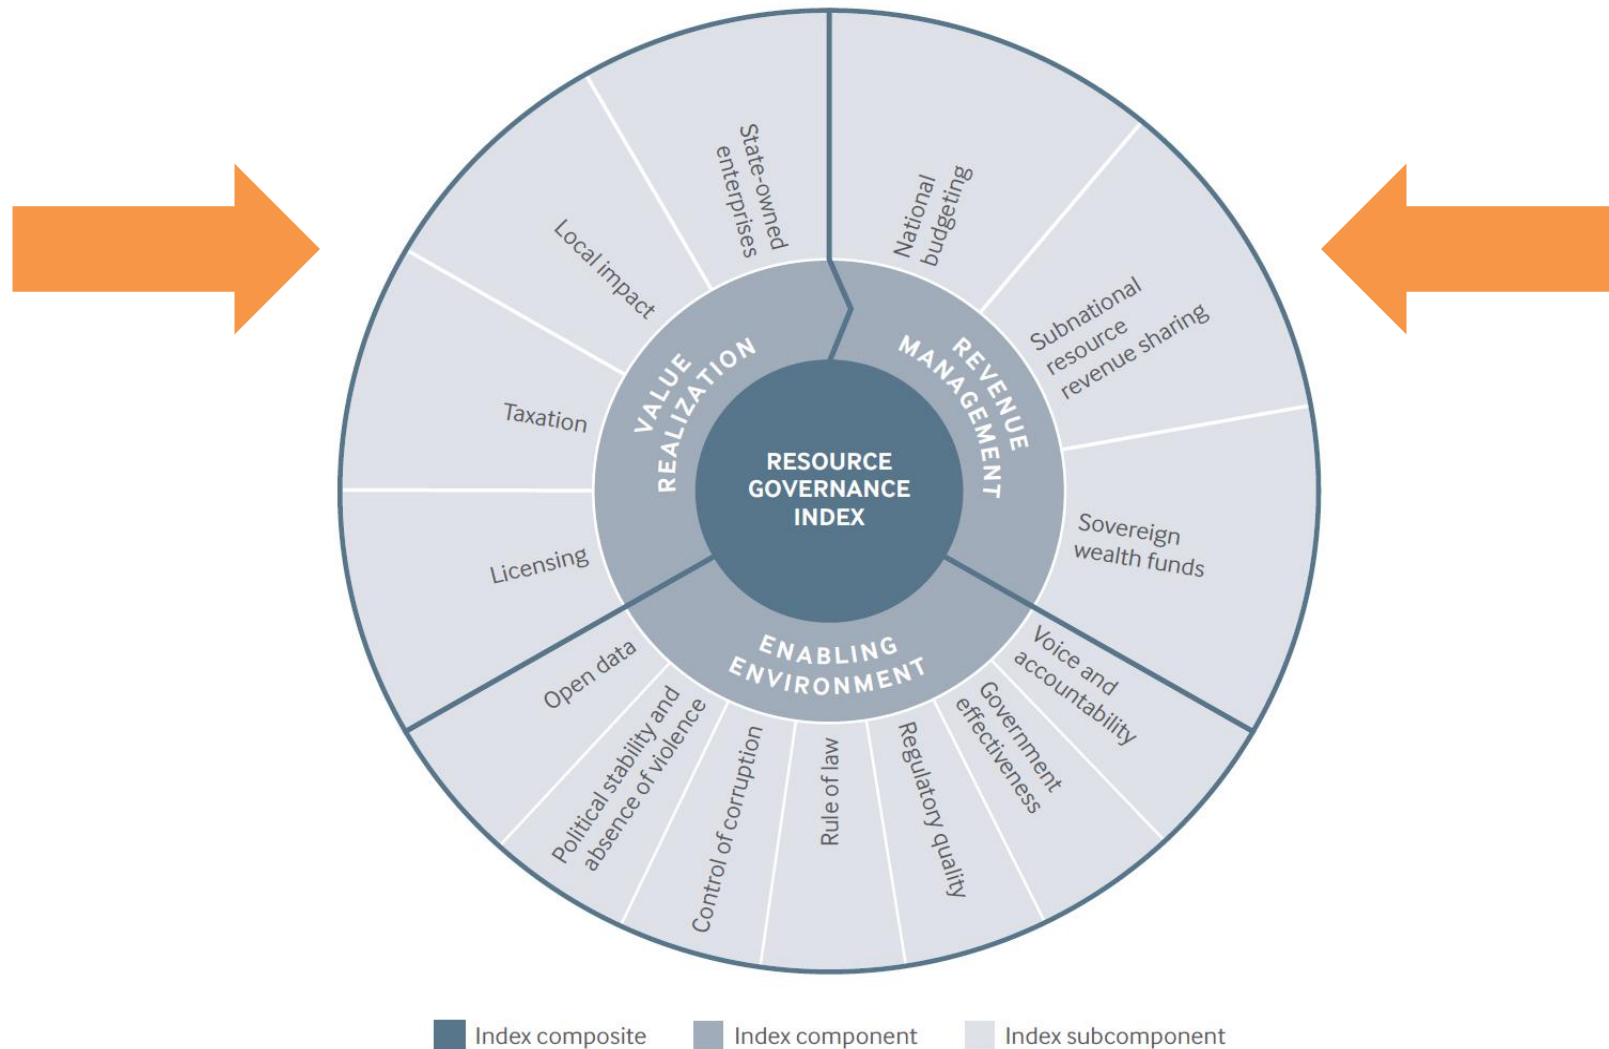 State-owned
enterprises
National
budgeting
Local impact
Subnational
resource
revenue sharing
Taxation
VALUE
REALIZATION
REVENUE
MANAGEMENT
RESOURCE
GOVERNANCE
INDEX
Sovereign
wealth funds
Licensing
ENABLING
ENVIRONMENT
Open data
Political stability and
absence of violence
Control of corruption
Rule of law
Regulatory quality
Government
effectiveness
Voice and
accountability
Index composite
Index component
Index subcomponent